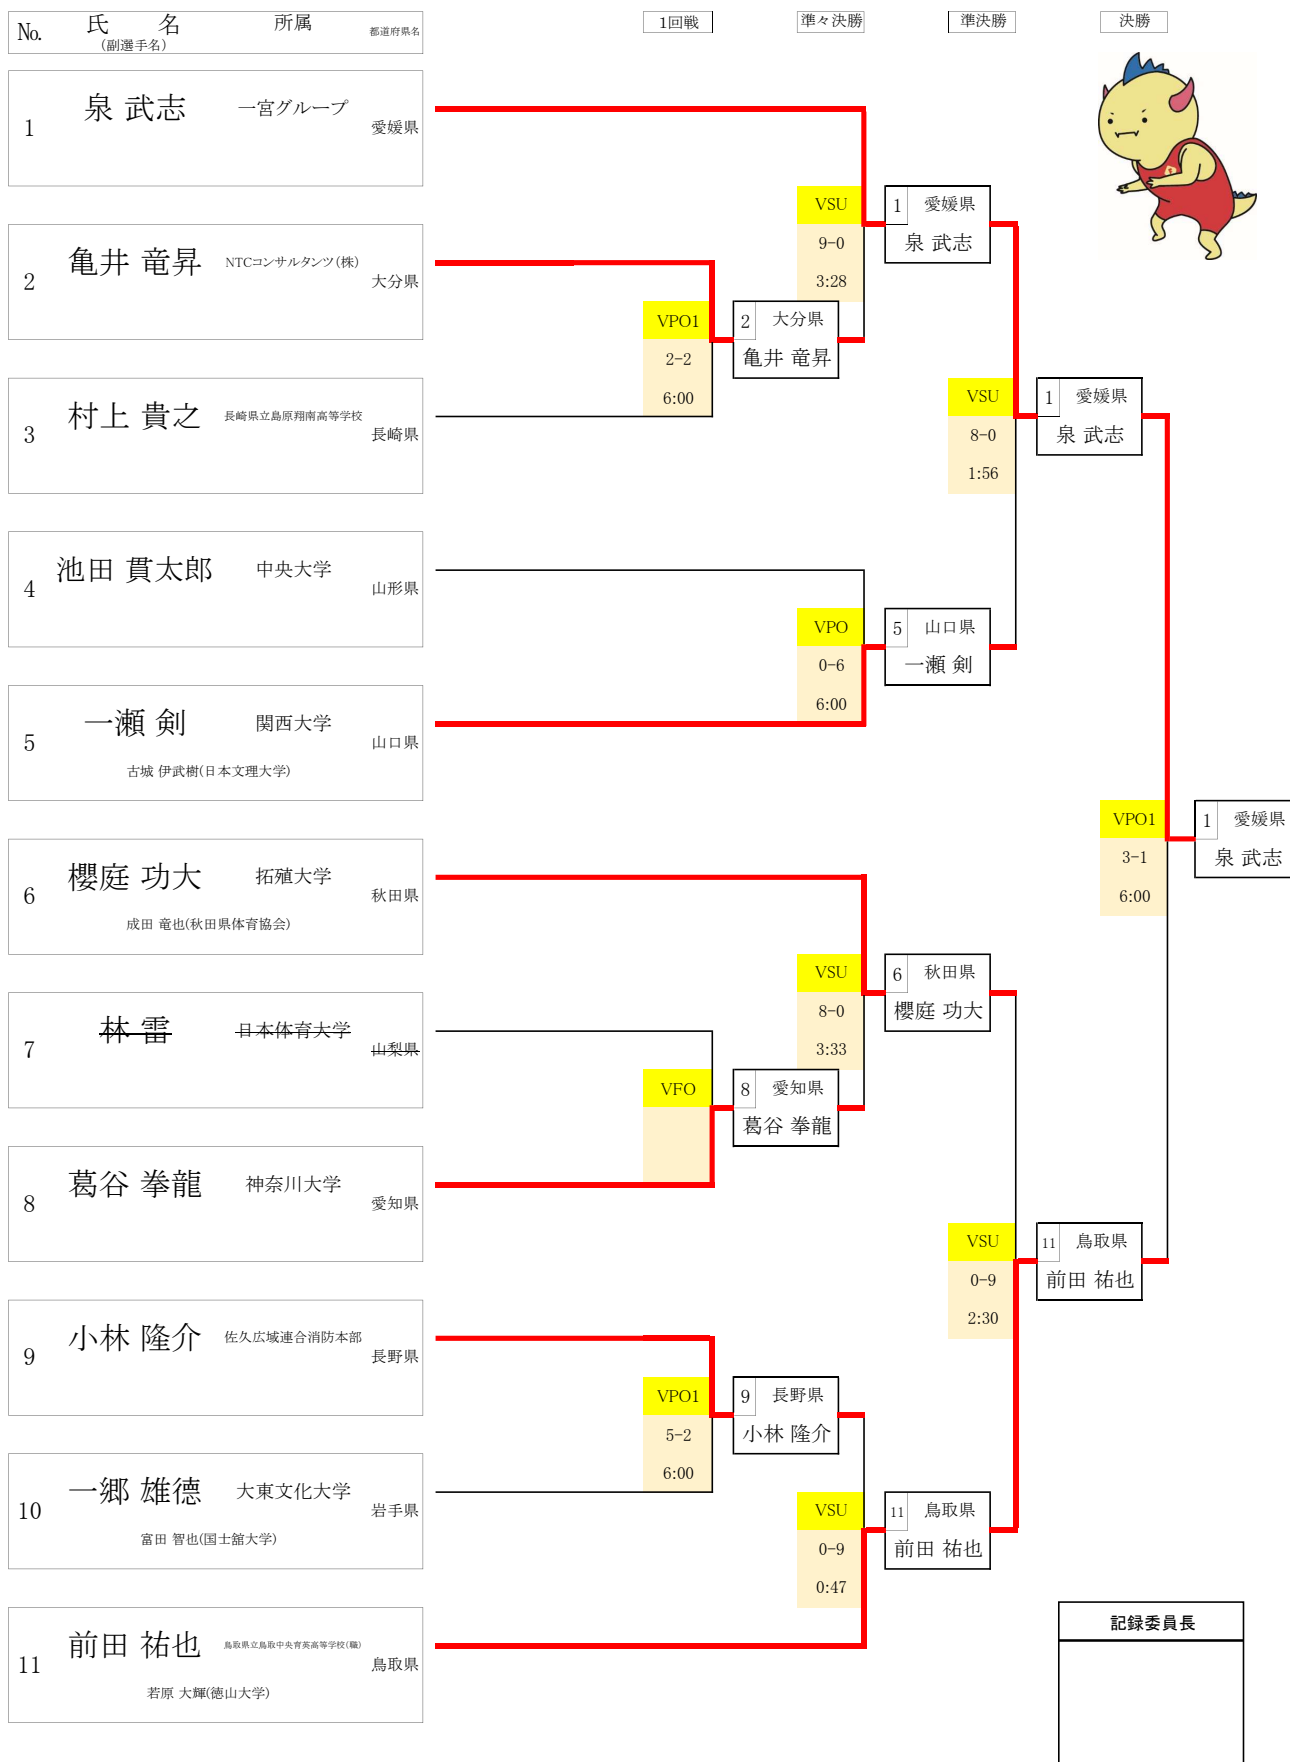 No. 氏 名 所属 都道府県名 1回戦 準々決勝 準決勝 決勝
(副選手名)
泉 武志 一宮グループ
1 愛媛県
VSU 1 愛媛県
9-0 泉 武志
亀井 竜昇 NTCコンサルタンツ(株)
2 大分県 3:28
VPO1 2 大分県
2-2 亀井 竜昇
6:00
村上 貴之 長崎県立島原翔南高等学校
3 長崎県
VSU 1 愛媛県
8-0 泉 武志
1:56
池田 貫太郎 中央大学
4 山形県
VPO 5 山口県
0-6 一瀬 剣
6:00
一瀬 剣 関西大学
5 山口県
古城 伊武樹(日本文理大学)
VPO1 1 愛媛県
3-1 泉 武志
6:00
櫻庭 功大 拓殖大学
6 秋田県
成田 竜也(秋田県体育協会)
VSU 6 秋田県
8-0 櫻庭 功大
3:33
林 雷 日本体育大学
7 山梨県
VFO 8 愛知県
葛谷 拳龍
葛谷 拳龍 神奈川大学
8 愛知県
VSU 11 鳥取県
0-9 前田 祐也
2:30
小林 隆介 佐久広域連合消防本部
9 長野県
VPO1 9 長野県
5-2 小林 隆介
6:00
一郷 雄徳 大東文化大学
10 岩手県
富田 智也(国士舘大学)
VSU 11 鳥取県
0-9 前田 祐也
0:47
前田 祐也 鳥取県立鳥取中央育英高等学校(職)
11 鳥取県
若原 大輝(徳山大学)
記録委員長